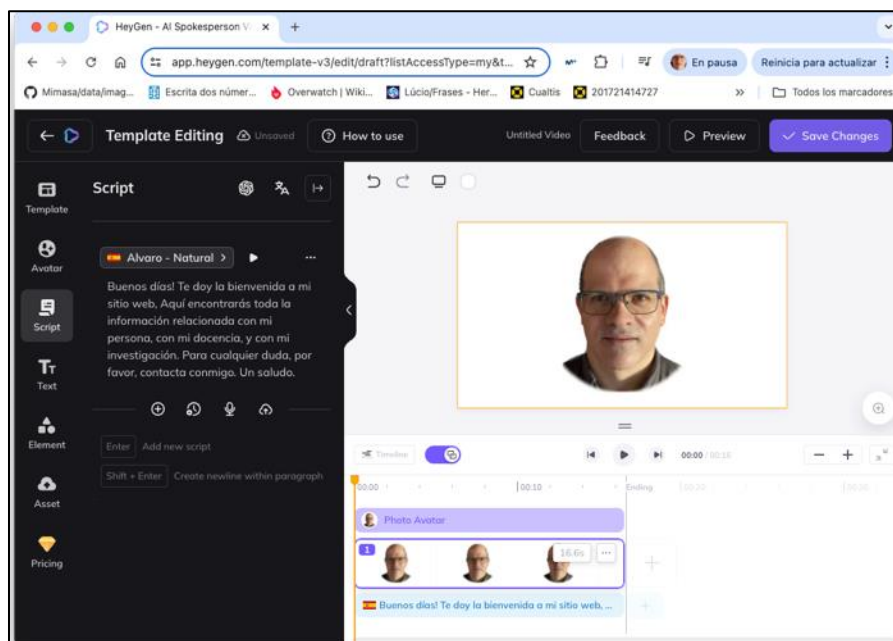 HeyGen - AI Spokesperson V
app.heygen.com/template-v3/edit/draft?listAccessType=my&t...
En pausa
Reinicia para actualizar
Mimasa/data/imag...
Escrita dos númer...
Overwatch | Wiki...
Lúcio/Frases - Her...
Cualtis
201721414727
»
Todos los marcadores
Template Editing
Unsaved
How to use
Untitled Video
Feedback
Preview
Save Changes
Template
Avatar
Script
Text
Element
Asset
Pricing
Script
Alvaro - Natural >
Buenos días! Te doy la bienvenida a mi
sitio web, Aquí encontrarás toda la
información relacionada con mi
persona, con mi docencia, y con mi
investigación. Para cualquier duda, por
favor, contacta conmigo. Un saludo.
Enter Add new script
Shift + Enter Create newline within paragraph
Timeline
00:00 / 00:16
00:00
00:10
Ending
00:20
Photo Avatar
1
16.6s
Buenos días! Te doy la bienvenida a mi sitio web, ...